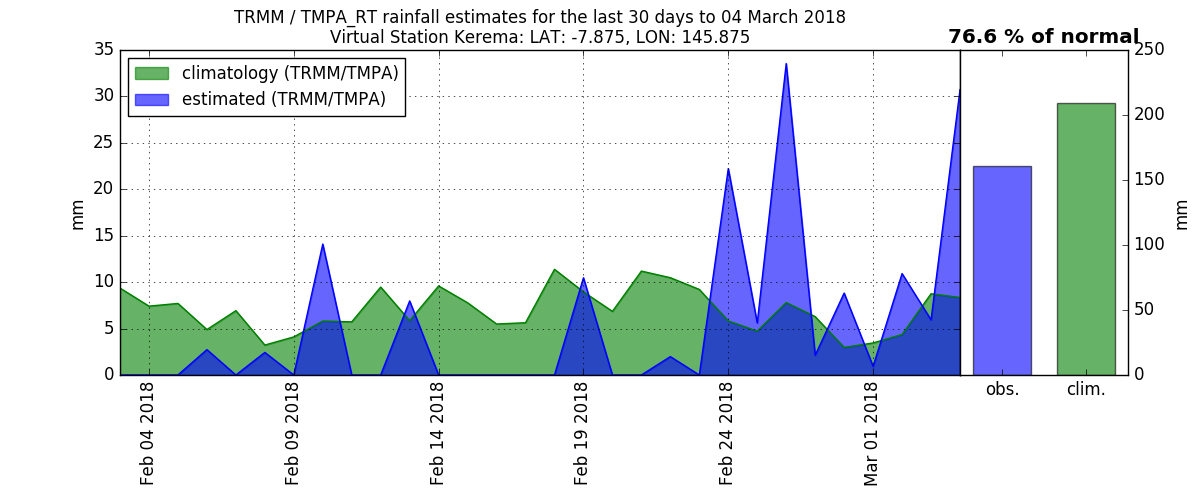 TRMM / TMPA_RT rainfall estimates for the last 30 days to 04 March 2018
Virtual Station Kerema: LAT: -7.875, LON: 145.875
76.6 % of normal
climatology (TRMM/TMPA)
estimated (TRMM/TMPA)
35
30
25
20
15
10
5
0
mm
Feb 04 2018
Feb 09 2018
Feb 14 2018
Feb 19 2018
Feb 24 2018
Mar 01 2018
250
200
150
100
50
0
mm
obs.
clim.